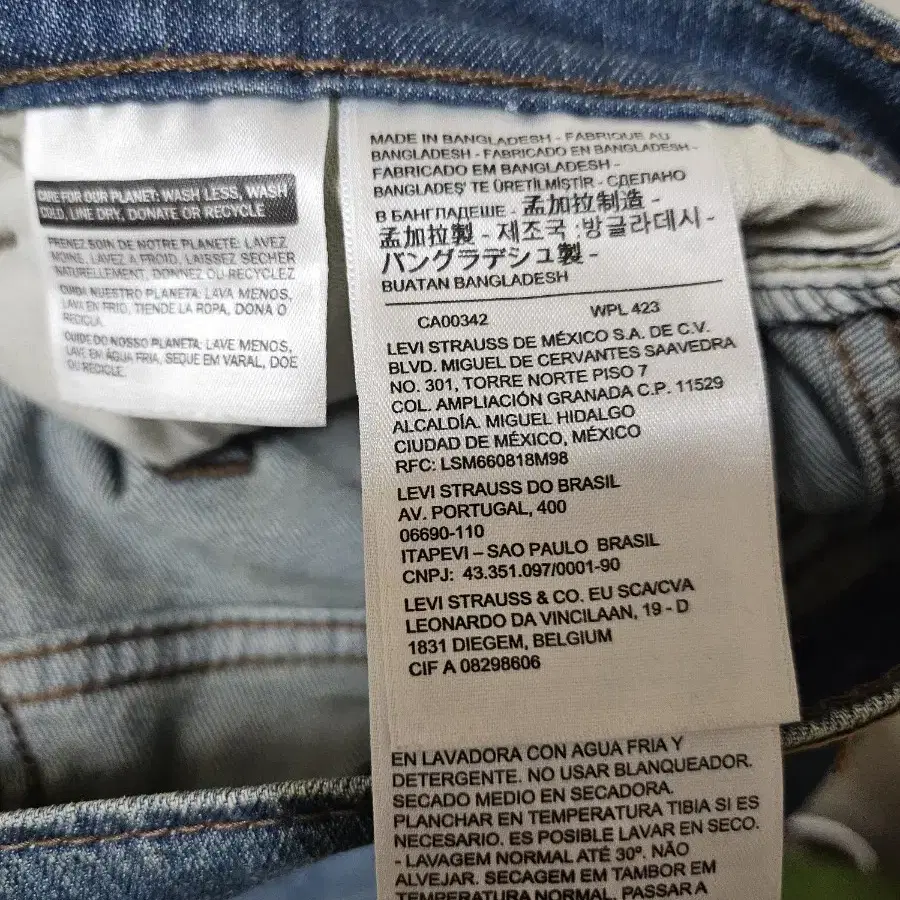 CARE FOR OUR PLANET: WASH LESS, WASH
COLD, LINE DRY, DONATE OR RECYCLE
PRENEZ SOIN DE NOTRE PLANETE: LAVEZ
MOINS, LAVEZ A FROID, LAISSEZ SECHER
NATURELLEMENT, DONNEZ OU RECYCLEZ
CUIDA NUESTRO PLANETA: LAVA MENOS,
LAVA EN FRIO, TIENDE LA ROPA, DONA O
RECICLA.
CUIDE DO NOSSO PLANETA: LAVE MENOS,
LAVE EM ÁGUA FRIA, SEQUE EM VARAL, DOE
OU RECICLE.
MADE IN BANGLADESH - FABRIQUE AU
BANGLADESH - FABRICADO EN BANGLADESH -
FABRICADO EM BANGLADESH -
BANGLADEŞ' TE ÜRETİLMİŞTİR - СДЕЛАНО
В БАНГЛАДЕШЕ - 孟加拉制造 -
孟加拉製 - 제조국 :방글라데시 -
バングラデシュ製 -
BUATAN BANGLADESH
CA00342 WPL 423
LEVI STRAUSS DE MÉXICO S.A. DE C.V.
BLVD. MIGUEL DE CERVANTES SAAVEDRA
NO. 301, TORRE NORTE PISO 7
COL. AMPLIACIÓN GRANADA C.P. 11529
ALCALDÍA. MIGUEL HIDALGO
CIUDAD DE MÉXICO, MÉXICO
RFC: LSM660818M98
LEVI STRAUSS DO BRASIL
AV. PORTUGAL, 400
06690-110
ITAPEVI – SAO PAULO BRASIL
CNPJ: 43.351.097/0001-90
LEVI STRAUSS & CO. EU SCA/CVA
LEONARDO DA VINCILAAN, 19 - D
1831 DIEGEM, BELGIUM
CIF A 08298606
EN LAVADORA CON AGUA FRIA Y
DETERGENTE. NO USAR BLANQUEADOR.
SECADO MEDIO EN SECADORA.
PLANCHAR EN TEMPERATURA TIBIA SI ES
NECESARIO. ES POSIBLE LAVAR EN SECO.
- LAVAGEM NORMAL ATÉ 30º. NÃO
ALVEJAR. SECAGEM EM TAMBOR EM
TEMPERATURA NORMAL. PASSAR A